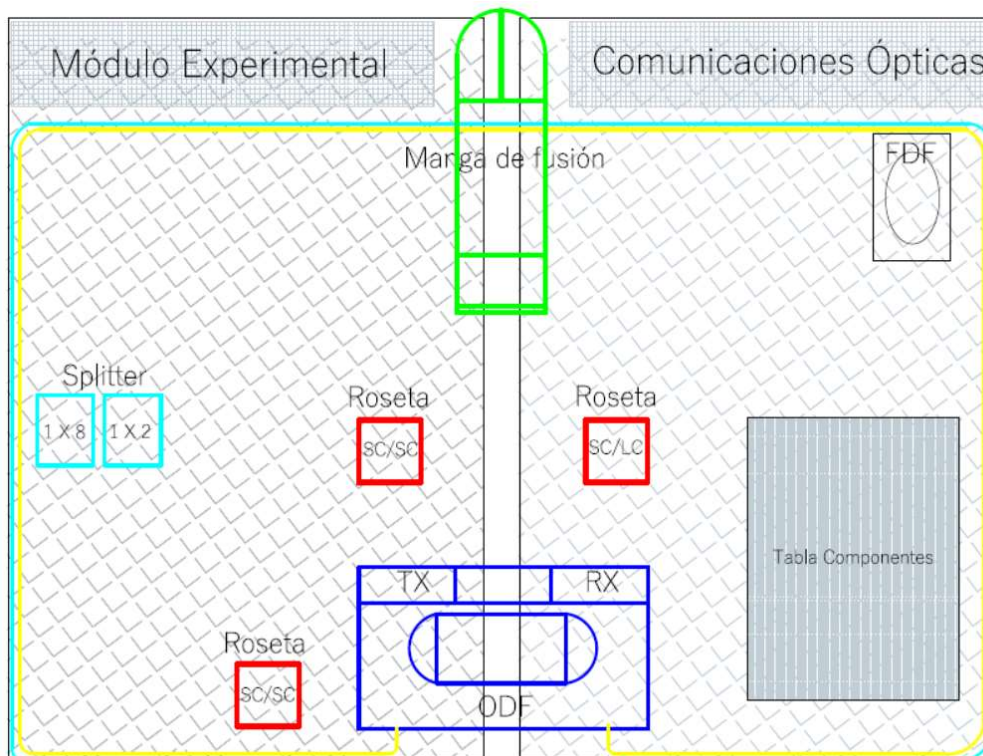 Módulo Experimental
Comunicaciones Ópticas
Manga de fusión
FDF
Splitter
1 X 8
1 X 2
Roseta
SC/SC
Roseta
SC/LC
Tabla Componentes
TX
RX
ODF
Roseta
SC/SC